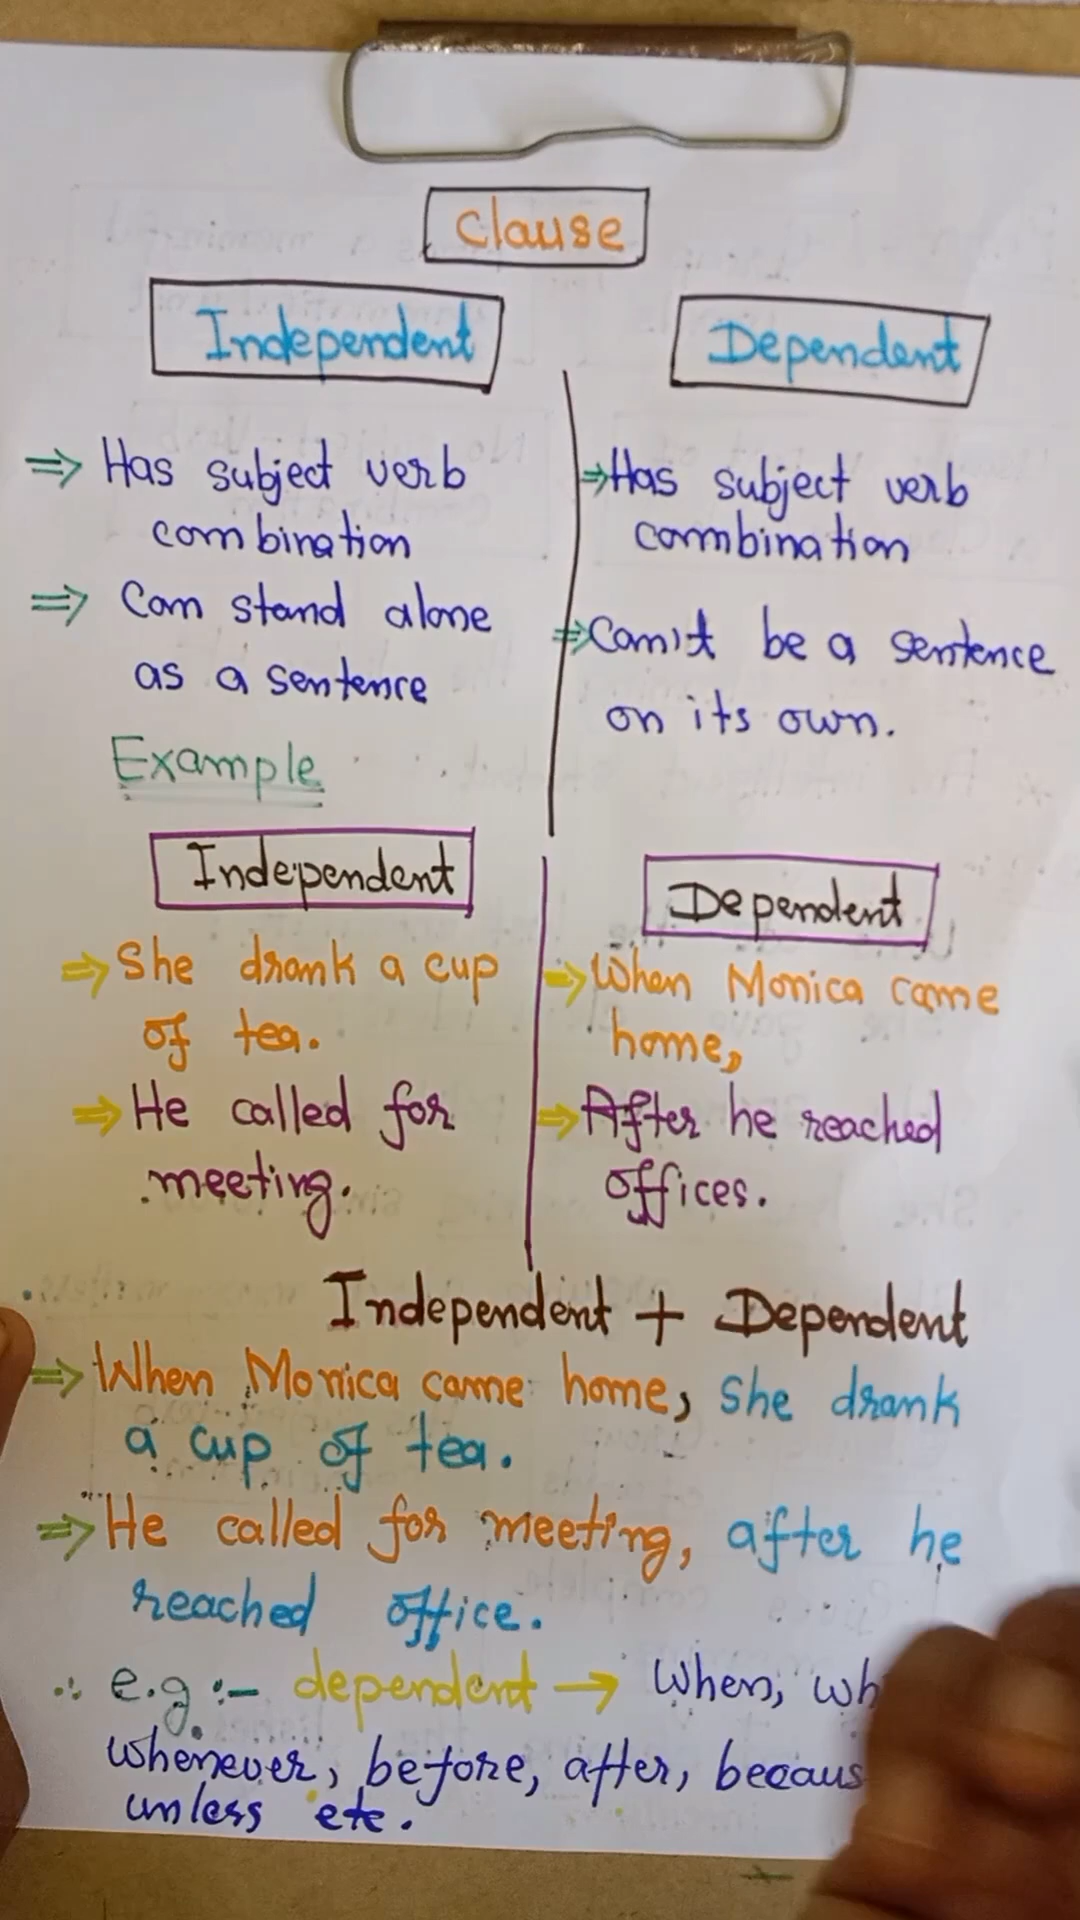 Clause
Independent
Dependent
⇒ Has subject verb
combination
⇒ Can stand alone
as a sentence
⇒ Has subject verb
combination
⇒ Can't be a sentence
on its own.
Example
Independent
⇒ She drank a cup
of tea.
⇒ He called for
meeting.
Dependent
⇒ When Monica came
home,
⇒ After he reached
offices.
Independent + Dependent
⇒ When Monica came home, she drank
a cup of tea.
⇒ He called for meeting, after he
reached office.
∴ e.g :- dependent → When,
whenever, before, after,
unless etc.